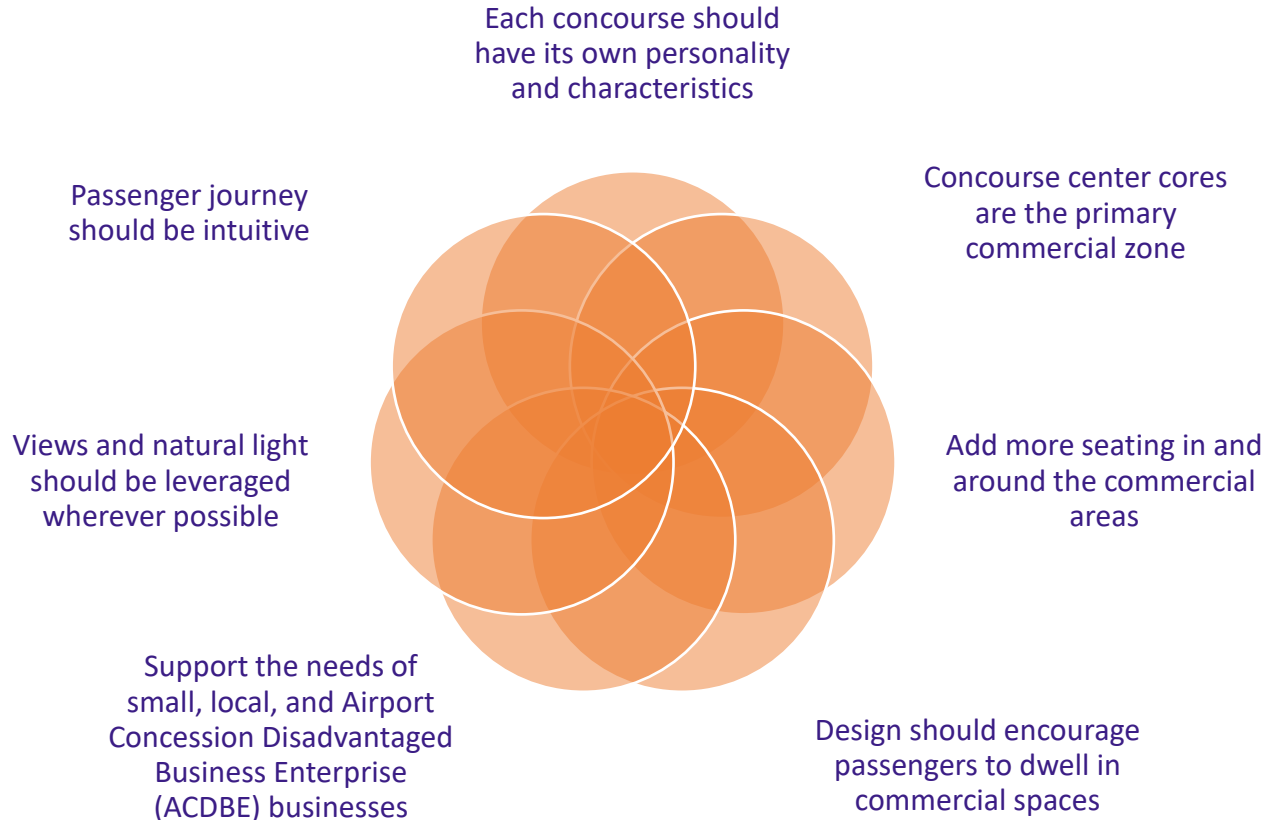 Each concourse should
have its own personality
and characteristics
Concourse center cores
are the primary
commercial zone
Add more seating in and
around the commercial
areas
Design should encourage
passengers to dwell in
commercial spaces
Support the needs of
small, local, and Airport
Concession Disadvantaged
Business Enterprise
(ACDBE) businesses
Views and natural light
should be leveraged
wherever possible
Passenger journey
should be intuitive